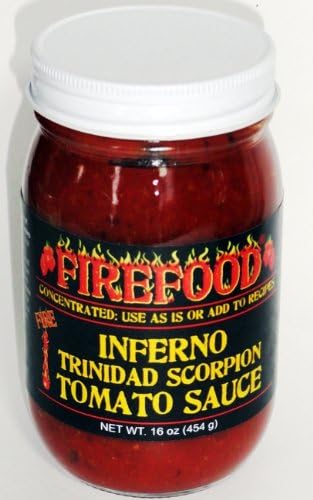 FIREFOOD
CONCENTRATED: USE AS IS OR ADD TO RECIPES
FIRE
INFERNO
TRINIDAD SCORPION
TOMATO SAUCE
NET WT. 16 oz (454 g)